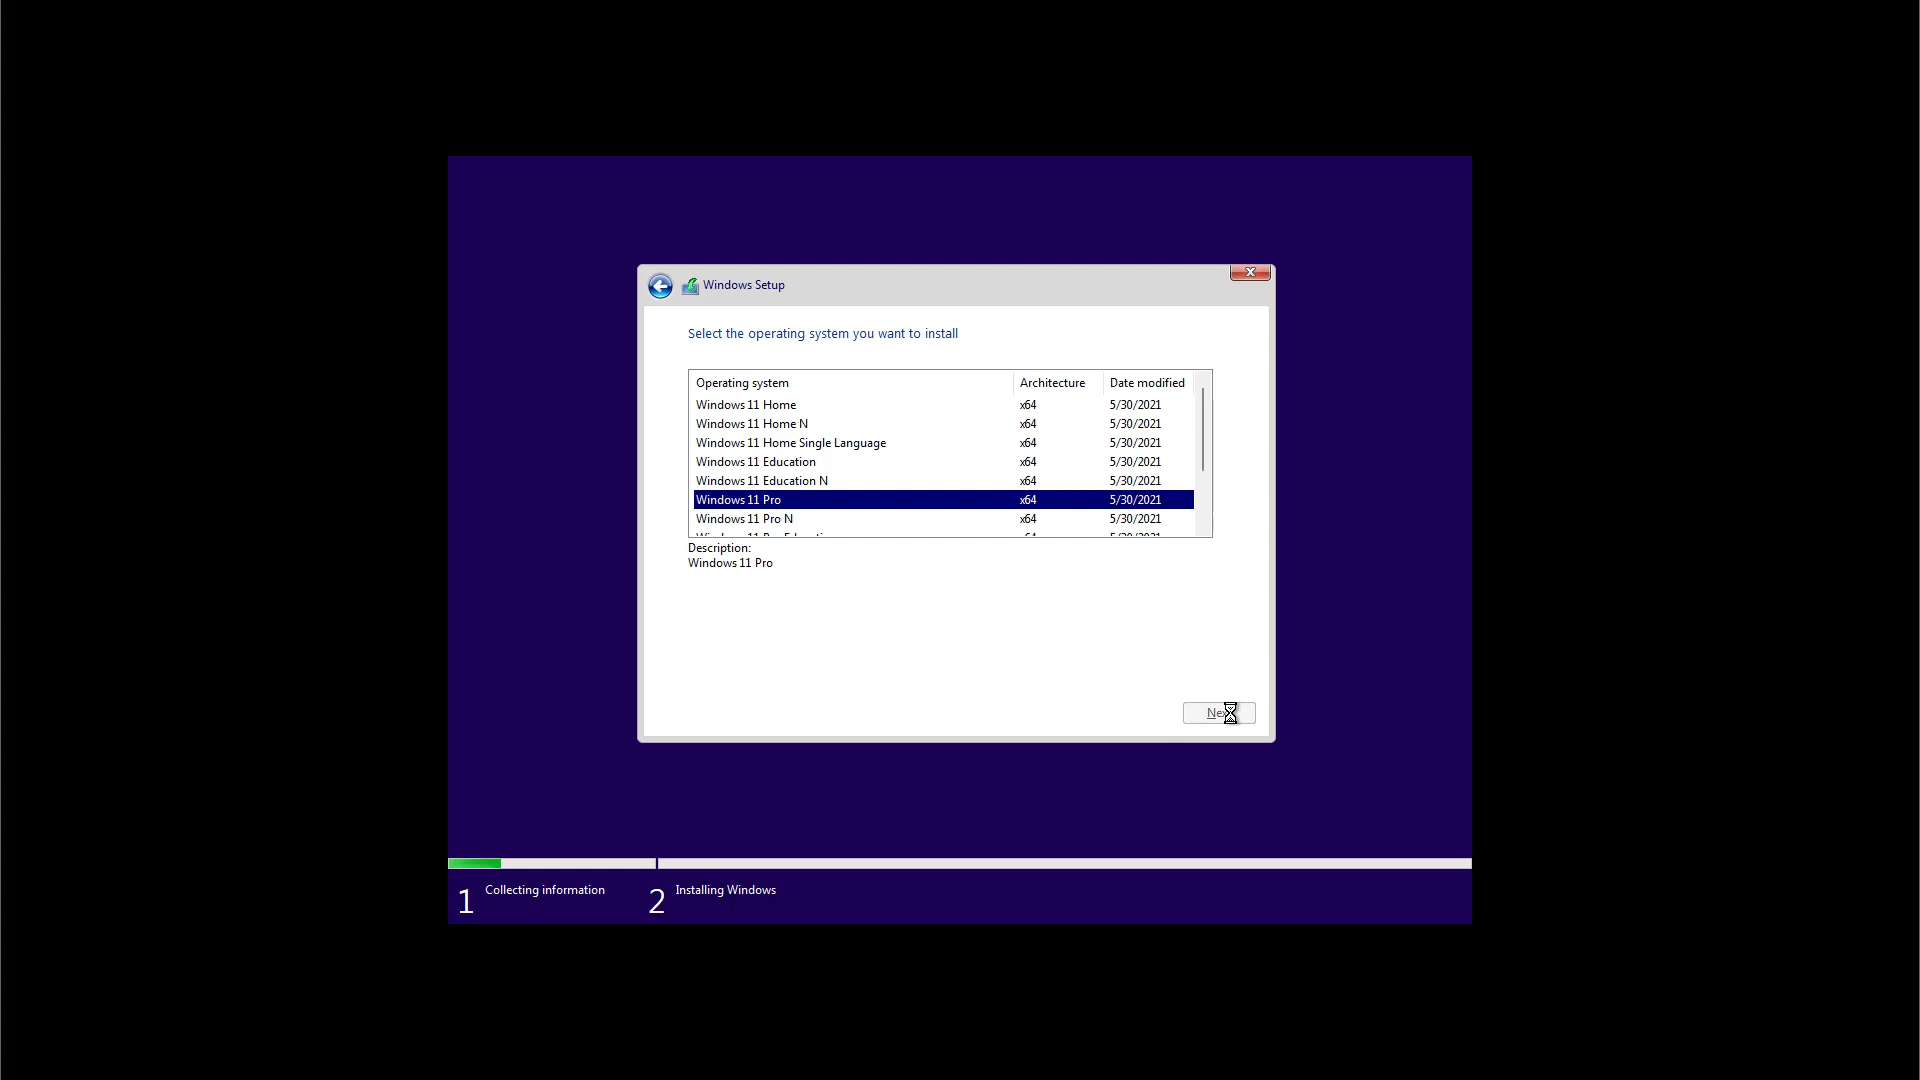 Windows Setup
Select the operating system you want to install
Operating system Architecture Date modified
Windows 11 Home x64 5/30/2021
Windows 11 Home N x64 5/30/2021
Windows 11 Home Single Language x64 5/30/2021
Windows 11 Education x64 5/30/2021
Windows 11 Education N x64 5/30/2021
Windows 11 Pro x64 5/30/2021
Windows 11 Pro N x64 5/30/2021
Description:
Windows 11 Pro
1 Collecting information 2 Installing Windows